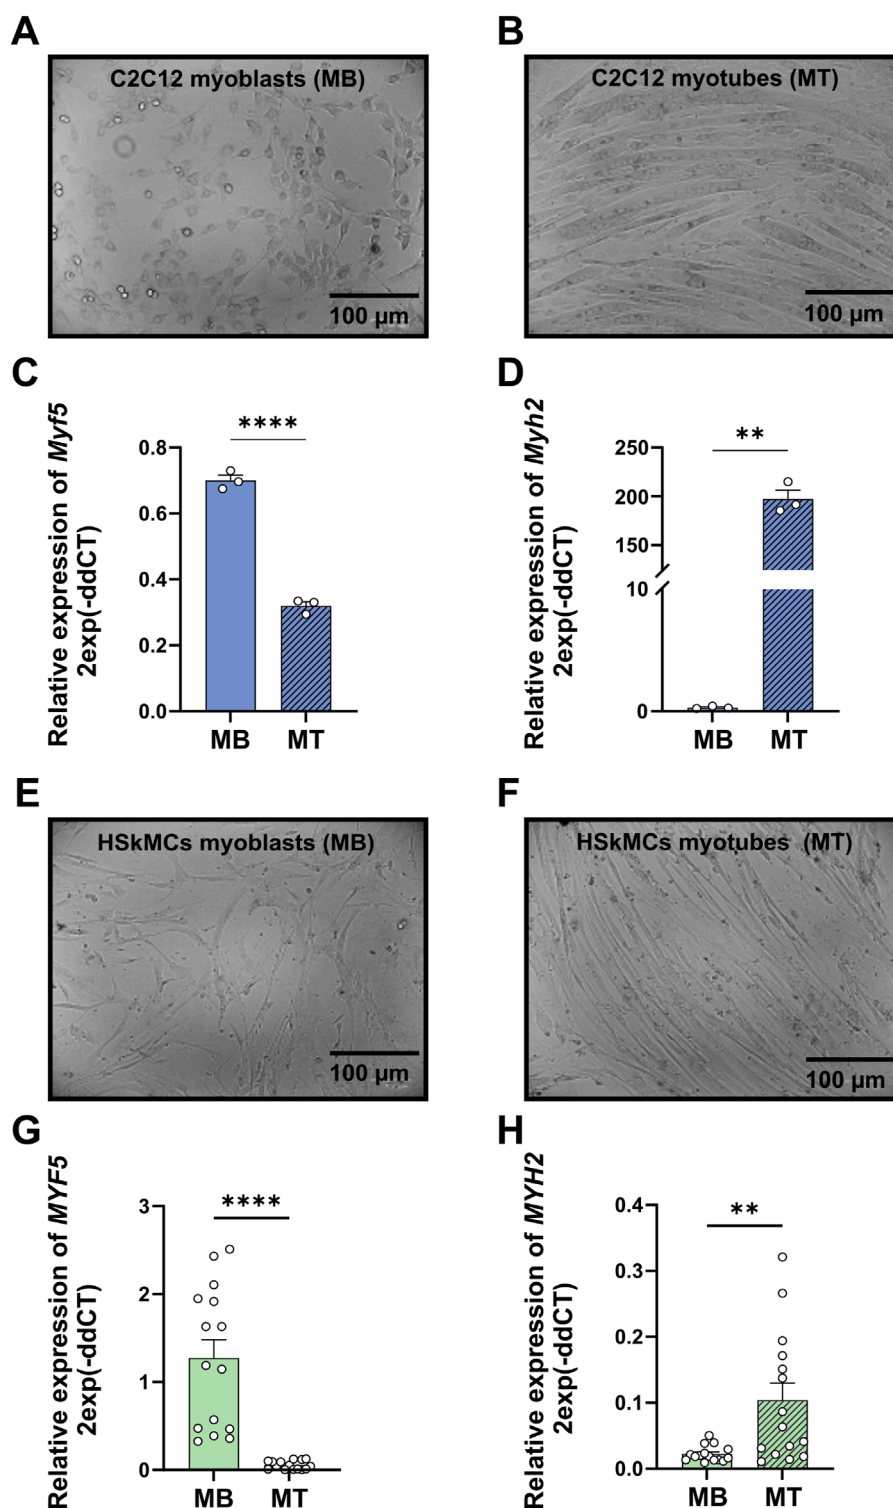 A
C2C12 myoblasts (MB)
100 µm
B
C2C12 myotubes (MT)
100 µm
C
Relative expression of Myf5
2exp(-ddCT)
0.8
0.6
0.4
0.2
0.0
****
MB
MT
D
Relative expression of Myh2
2exp(-ddCT)
250
200
150
10
0
**
MB
MT
E
HSkMCs myoblasts (MB)
100 µm
F
HSkMCs myotubes (MT)
100 µm
G
Relative expression of MYF5
2exp(-ddCT)
3
2
1
0
****
MB
MT
H
Relative expression of MYH2
2exp(-ddCT)
0.4
0.3
0.2
0.1
0.0
**
MB
MT